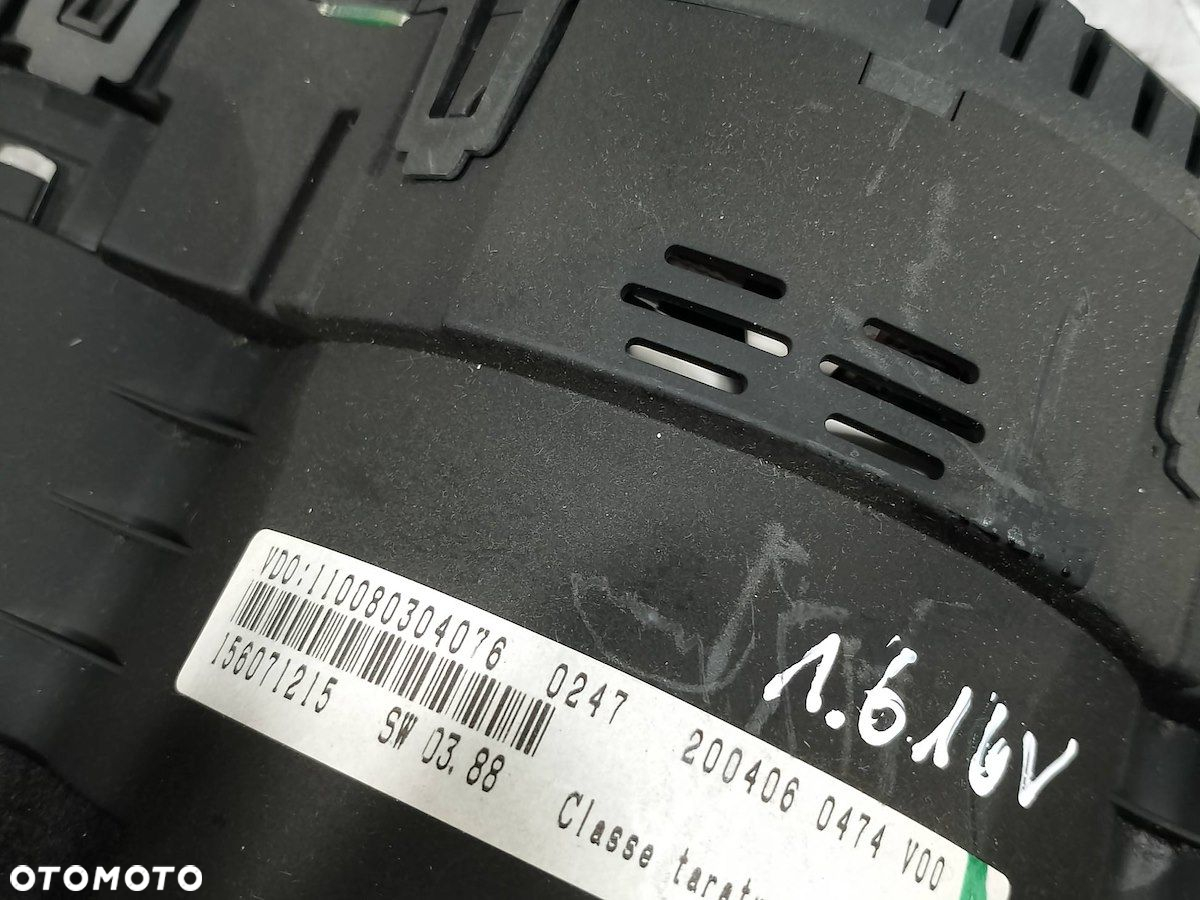 VDO:110080304076 0247 200406 0474 V00
156071215 SW 03.88 Classe
1.6.16V
OTOMOTO